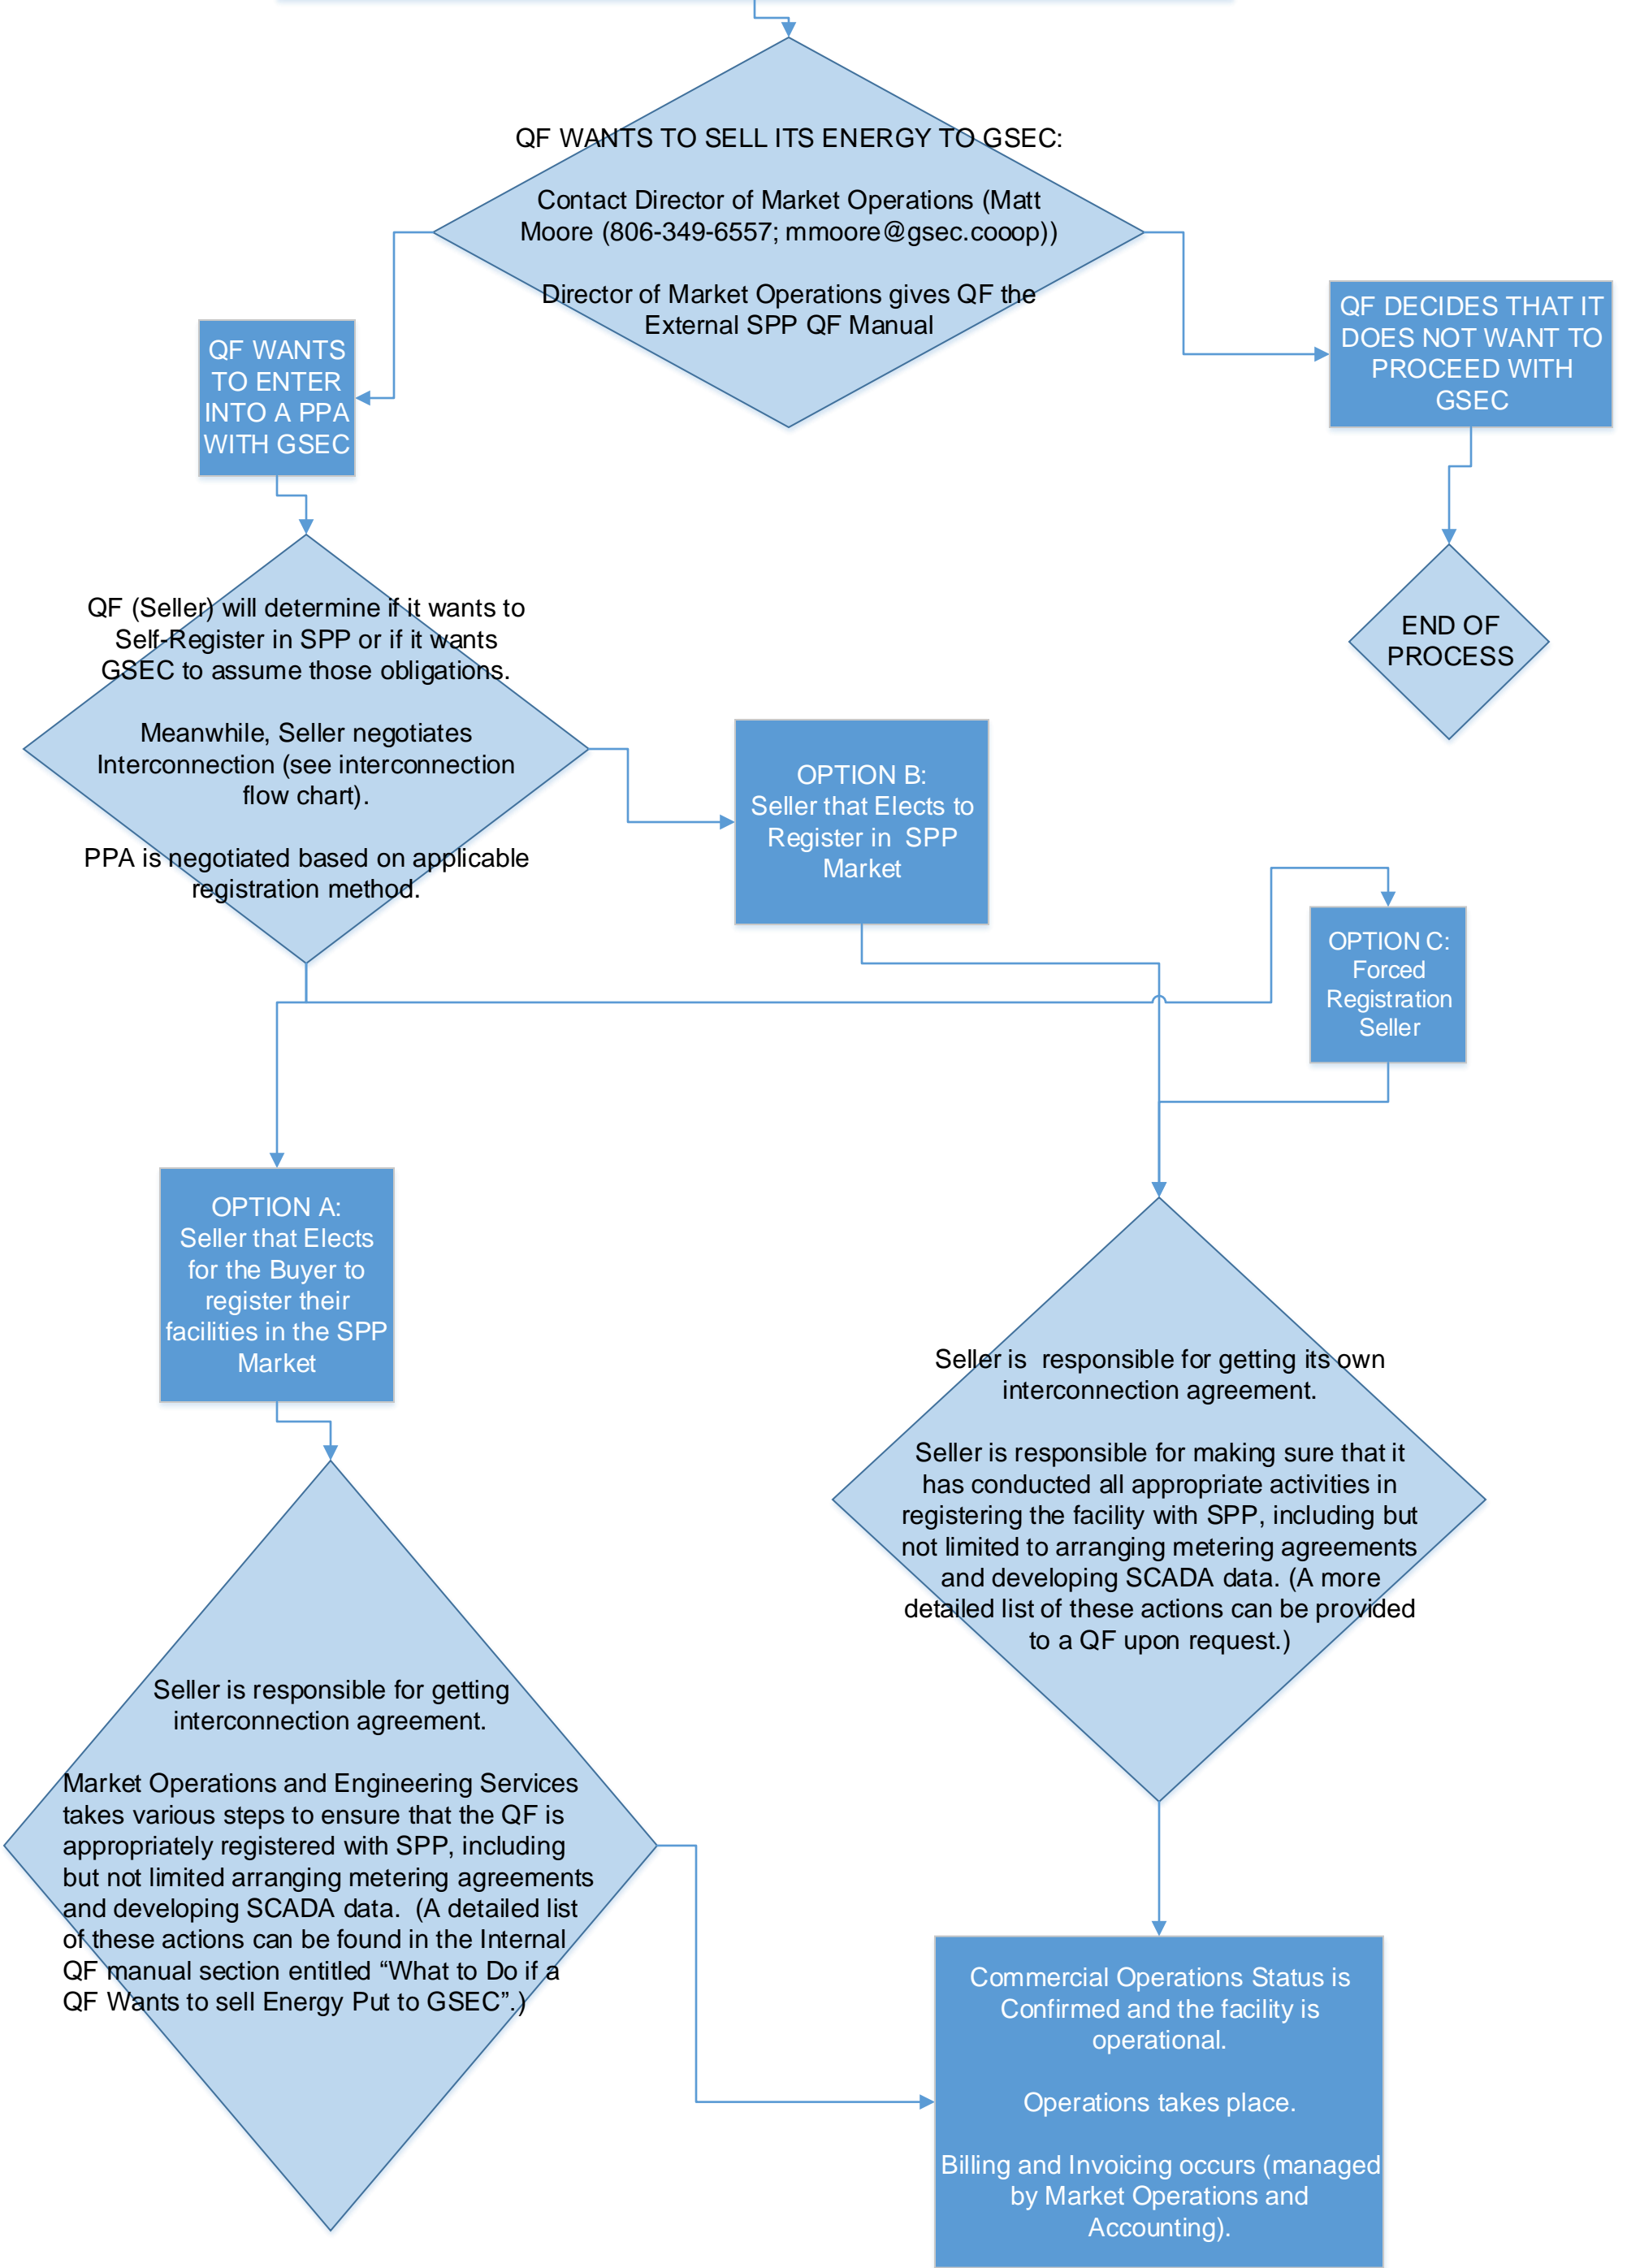 QF WANTS TO SELL ITS ENERGY TO GSEC:
Contact Director of Market Operations (Matt
Moore (806-349-6557; mmoore@gsec.cooop))
Director of Market Operations gives QF the
External SPP QF Manual
QF WANTS
TO ENTER
INTO A PPA
WITH GSEC
QF DECIDES THAT IT
DOES NOT WANT TO
PROCEED WITH
GSEC
END OF
PROCESS
QF (Seller) will determine if it wants to
Self-Register in SPP or if it wants
GSEC to assume those obligations.
Meanwhile, Seller negotiates
Interconnection (see interconnection
flow chart).
PPA is negotiated based on applicable
registration method.
OPTION B:
Seller that Elects to
Register in  SPP
Market
OPTION C:
Forced
Registration
Seller
OPTION A:
Seller that Elects
for the Buyer to
register their
facilities in the SPP
Market
Seller is  responsible for getting its own
interconnection agreement.
Seller is responsible for making sure that it
has conducted all appropriate activities in
registering the facility with SPP, including but
not limited to arranging metering agreements
and developing SCADA data. (A more
detailed list of these actions can be provided
to a QF upon request.)
Seller is responsible for getting
interconnection agreement.
Market Operations and Engineering Services
takes various steps to ensure that the QF is
appropriately registered with SPP, including
but not limited arranging metering agreements
and developing SCADA data.  (A detailed list
of these actions can be found in the Internal
QF manual section entitled “What to Do if a
QF Wants to sell Energy Put to GSEC”.)
Commercial Operations Status is
Confirmed and the facility is
operational.
Operations takes place.
Billing and Invoicing occurs (managed
by Market Operations and
Accounting).